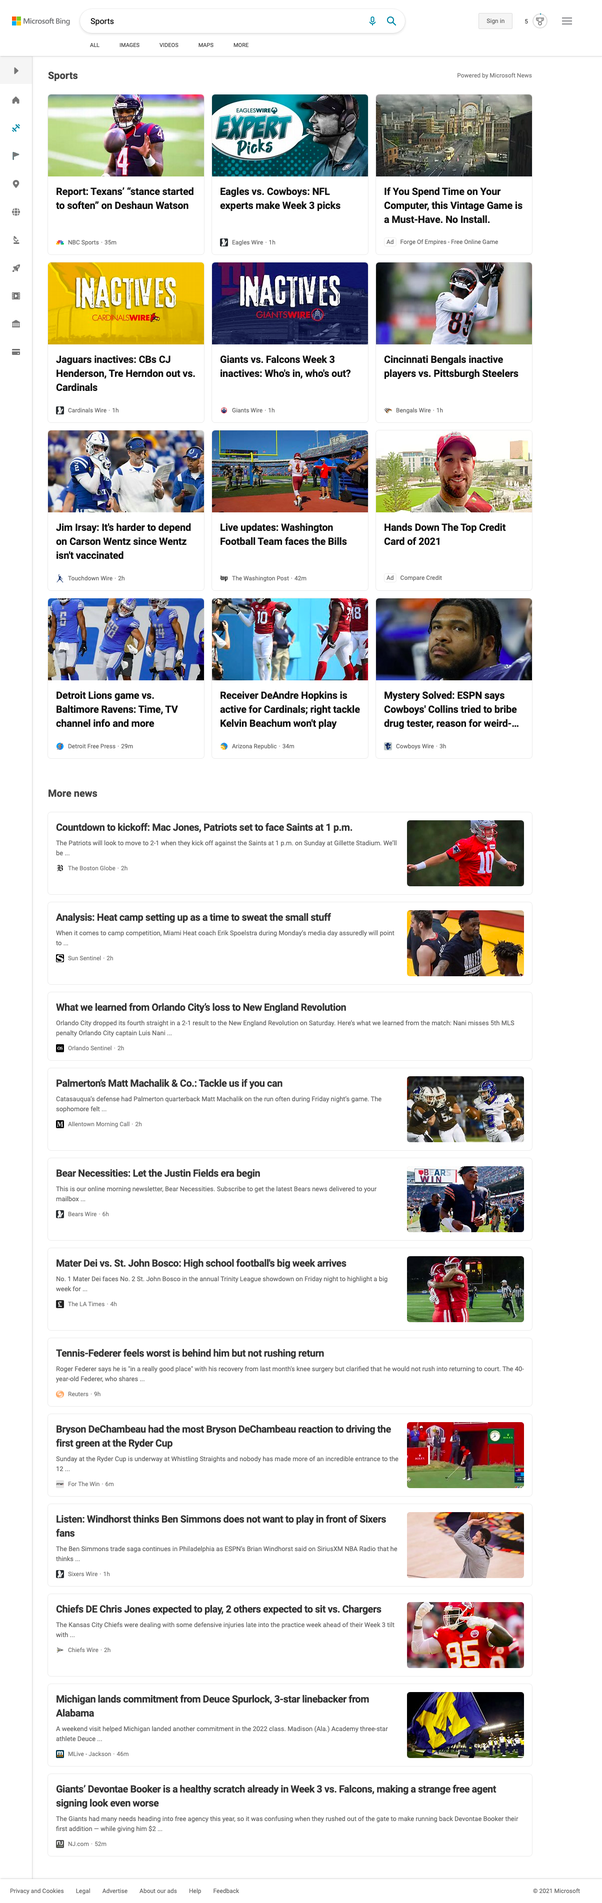 Microsoft Bing
Sports
Sign in
5
ALL IMAGES VIDEOS MAPS MORE
Sports
Powered by Microsoft News
4
EAGLESWIRE
EXPERT
Picks
Report: Texans' "stance started
to soften" on Deshaun Watson
NBC Sports · 35m
Eagles vs. Cowboys: NFL
experts make Week 3 picks
Eagles Wire · 1h
If You Spend Time on Your
Computer, this Vintage Game is
a Must-Have. No Install.
Ad Forge Of Empires - Free Online Game
INACTIVES
CARDINALSWIRE
INACTIVES
GIANTSWIRE
85
Jaguars inactives: CBs CJ
Henderson, Tre Herndon out vs.
Cardinals
Cardinals Wire · 1h
Giants vs. Falcons Week 3
inactives: Who's in, who's out?
Giants Wire · 1h
Cincinnati Bengals inactive
players vs. Pittsburgh Steelers
Bengals Wire · 1h
Jim Irsay: It's harder to depend
on Carson Wentz since Wentz
isn't vaccinated
Touchdown Wire · 2h
Live updates: Washington
Football Team faces the Bills
wp The Washington Post · 42m
Hands Down The Top Credit
Card of 2021
Ad Compare Credit
10
18
Detroit Lions game vs.
Baltimore Ravens: Time, TV
channel info and more
Detroit Free Press · 29m
Receiver DeAndre Hopkins is
active for Cardinals; right tackle
Kelvin Beachum won't play
Arizona Republic · 34m
Mystery Solved: ESPN says
Cowboys' Collins tried to bribe
drug tester, reason for weird-...
Cowboys Wire · 3h
More news
Countdown to kickoff: Mac Jones, Patriots set to face Saints at 1 p.m.
The Patriots will look to move to 2-1 when they kick off against the Saints at 1 p.m. on Sunday at Gillette Stadium. We'll
be ...
The Boston Globe · 2h
10
Analysis: Heat camp setting up as a time to sweat the small stuff
When it comes to camp competition, Miami Heat coach Erik Spoelstra during Monday's media day assuredly will point
to ...
Sun Sentinel · 2h
What we learned from Orlando City's loss to New England Revolution
Orlando City dropped its fourth straight in a 2-1 result to the New England Revolution on Saturday. Here's what we learned from the match: Nani misses 5th MLS
penalty Orlando City captain Luis Nani ...
Orlando Sentinel · 2h
Palmerton's Matt Machalik & Co.: Tackle us if you can
Catasauqua's defense had Palmerton quarterback Matt Machalik on the run often during Friday night's game. The
sophomore felt ...
M Allentown Morning Call · 2h
Bear Necessities: Let the Justin Fields era begin
This is our online morning newsletter, Bear Necessities. Subscribe to get the latest Bears news delivered to your
mailbox ...
Bears Wire · 6h
BEARS
WIN
Mater Dei vs. St. John Bosco: High school football's big week arrives
No. 1 Mater Dei faces No. 2 St. John Bosco in the annual Trinity League showdown on Friday night to highlight a big
week for ...
The LA Times · 4h
Tennis-Federer feels worst is behind him but not rushing return
Roger Federer says he is "in a really good place" with his recovery from last month's knee surgery but clarified that he would not rush into returning to court. The 40-
year-old Federer, who shares ...
Reuters · 9h
Bryson DeChambeau had the most Bryson DeChambeau reaction to driving the
first green at the Ryder Cup
Sunday at the Ryder Cup is underway at Whistling Straights and nobody has made more of an incredible entrance to the
12 ...
For The Win · 6m
Listen: Windhorst thinks Ben Simmons does not want to play in front of Sixers
fans
The Ben Simmons trade saga continues in Philadelphia as ESPN's Brian Windhorst said on SiriusXM NBA Radio that he
thinks ...
Sixers Wire · 1h
Chiefs DE Chris Jones expected to play, 2 others expected to sit vs. Chargers
The Kansas City Chiefs were dealing with some defensive injuries late into the practice week ahead of their Week 3 tilt
with ...
Chiefs Wire · 2h
95
Michigan lands commitment from Deuce Spurlock, 3-star linebacker from
Alabama
A weekend visit helped Michigan landed another commitment in the 2022 class. Madison (Ala.) Academy three-star
athlete Deuce ...
MLive - Jackson · 46m
M
Giants' Devontae Booker is a healthy scratch already in Week 3 vs. Falcons, making a strange free agent
signing look even worse
The Giants had many needs heading into free agency this year, so it was confusing when they rushed out of the gate to make running back Devontae Booker their
first addition — while giving him $2 ...
NJ.com · 52m
Privacy and Cookies Legal Advertise About our ads Help Feedback
© 2021 Microsoft